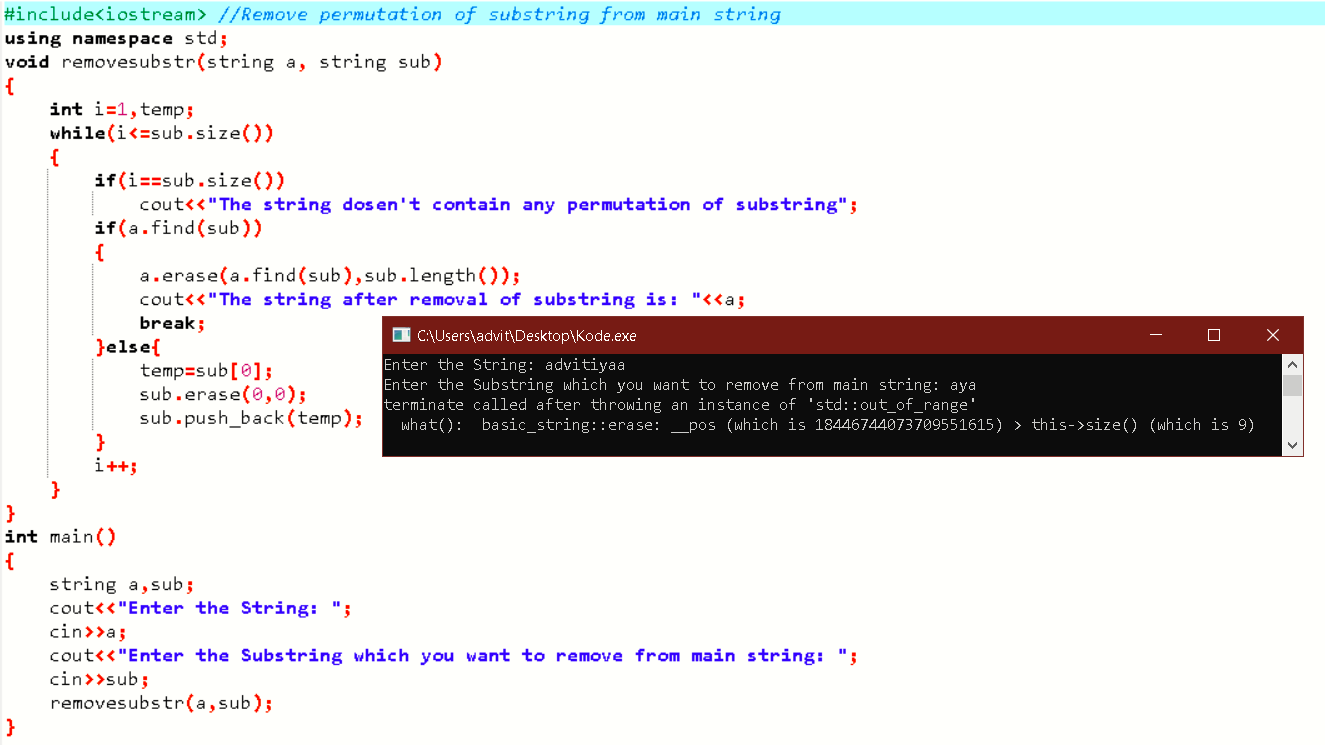 #include<iostream> //Remove permutation of substring from main string
using namespace std;
void removesubstr(string a, string sub)
{
    int i=1,temp;
    while(i<=sub.size())
    {
        if(i==sub.size())
            cout<<"The string dosen't contain any permutation of substring";
        if(a.find(sub))
        {
            a.erase(a.find(sub),sub.length());
            cout<<"The string after removal of substring is: "<<a;
            break;
        }else{
            temp=sub[0];
            sub.erase(0,0);
            sub.push_back(temp);
        }
        i++;
    }
}
int main()
{
    string a,sub;
    cout<<"Enter the String: ";
    cin>>a;
    cout<<"Enter the Substring which you want to remove from main string: ";
    cin>>sub;
    removesubstr(a,sub);
}
C:\Users\advit\Desktop\Kode.exe
Enter the String: advitiyaa
Enter the Substring which you want to remove from main string: aya
terminate called after throwing an instance of 'std::out_of_range'
  what():  basic_string::erase: __pos (which is 18446744073709551615) > this->size() (which is 9)